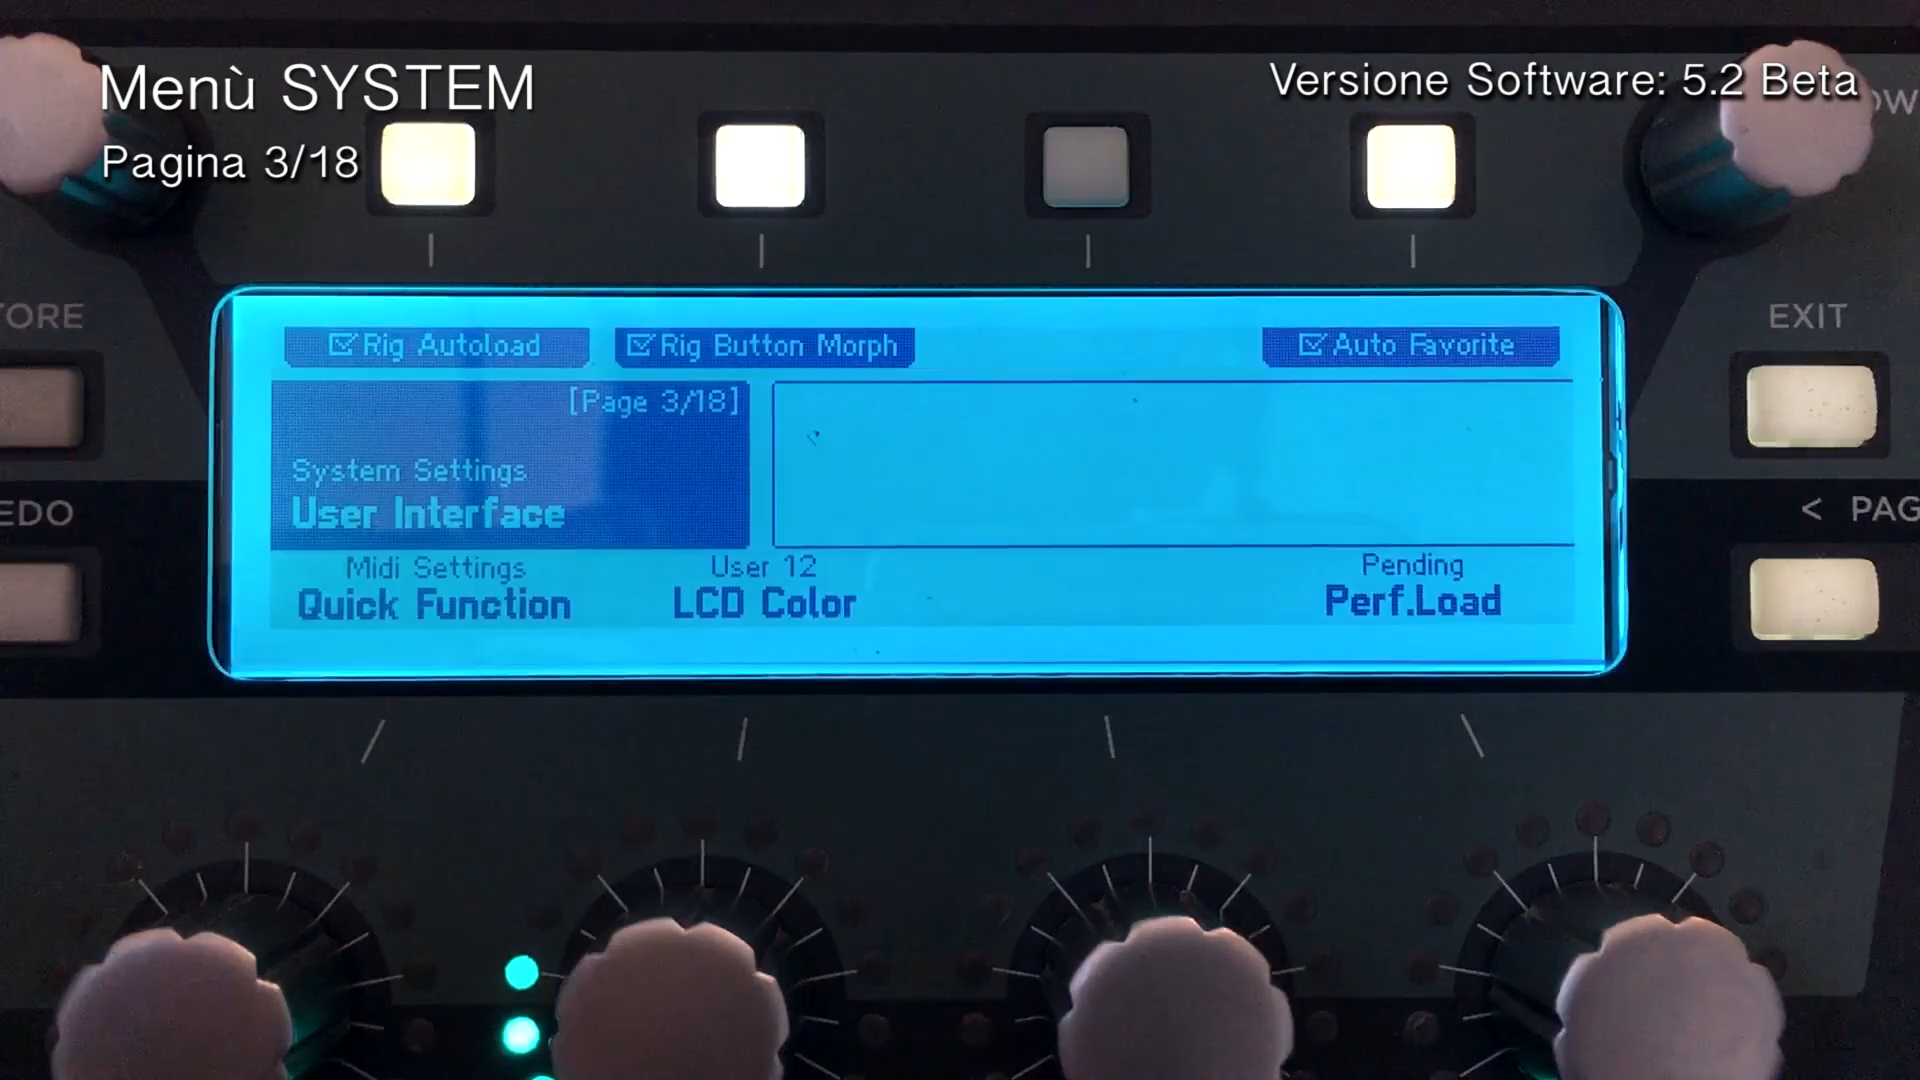 Menù SYSTEM
Versione Software: 5.2 Beta
Pagina 3/18
TORE
EXIT
Rig Autoload
Rig Button Morph
Auto Favorite
[Page 3/18]
System Settings
User Interface
EDO
< PAG
Midi Settings
User 12
Pending
Quick Function
LCD Color
Perf.Load